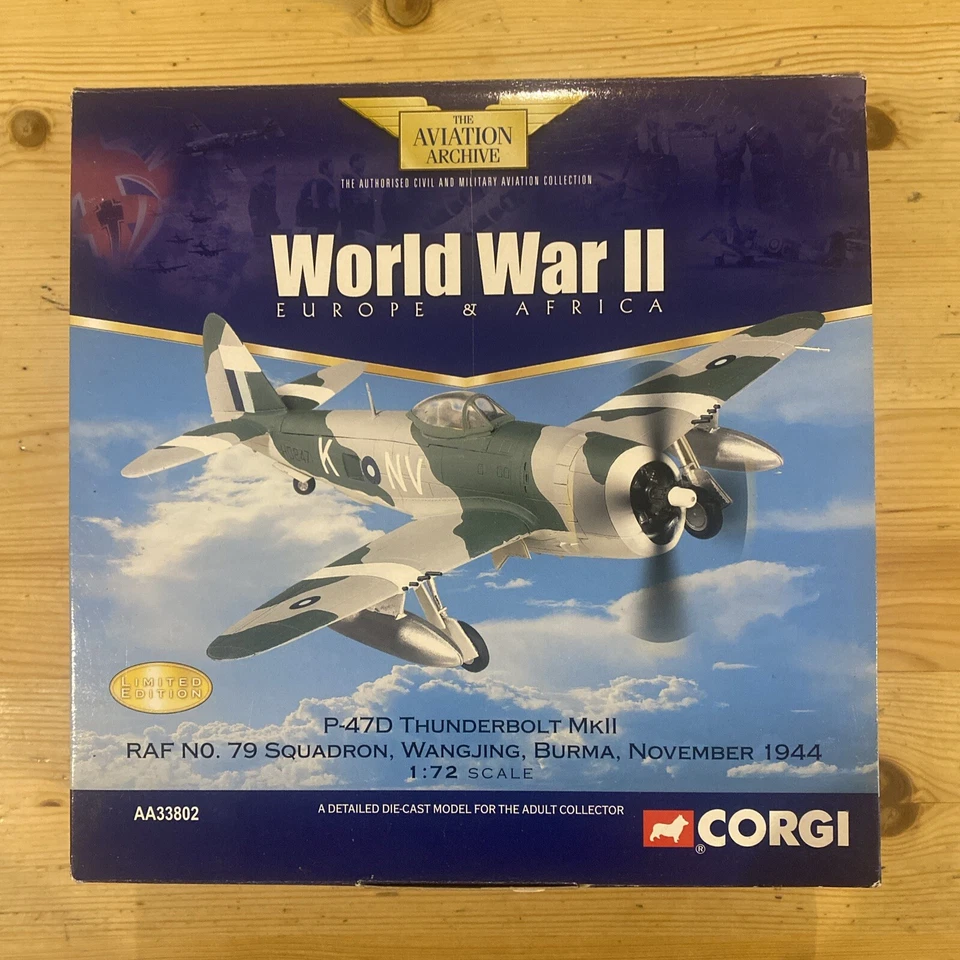 THE
AVIATION
ARCHIVE
THE AUTHORISED CIVIL AND MILITARY AVIATION COLLECTION
World War II
EUROPE & AFRICA
K NV
LIMITED
EDITION
P-47D THUNDERBOLT MKII
RAF NO. 79 SQUADRON, WANGJING, BURMA, NOVEMBER 1944
1:72 SCALE
AA33802
A DETAILED DIE-CAST MODEL FOR THE ADULT COLLECTOR
® CORGI